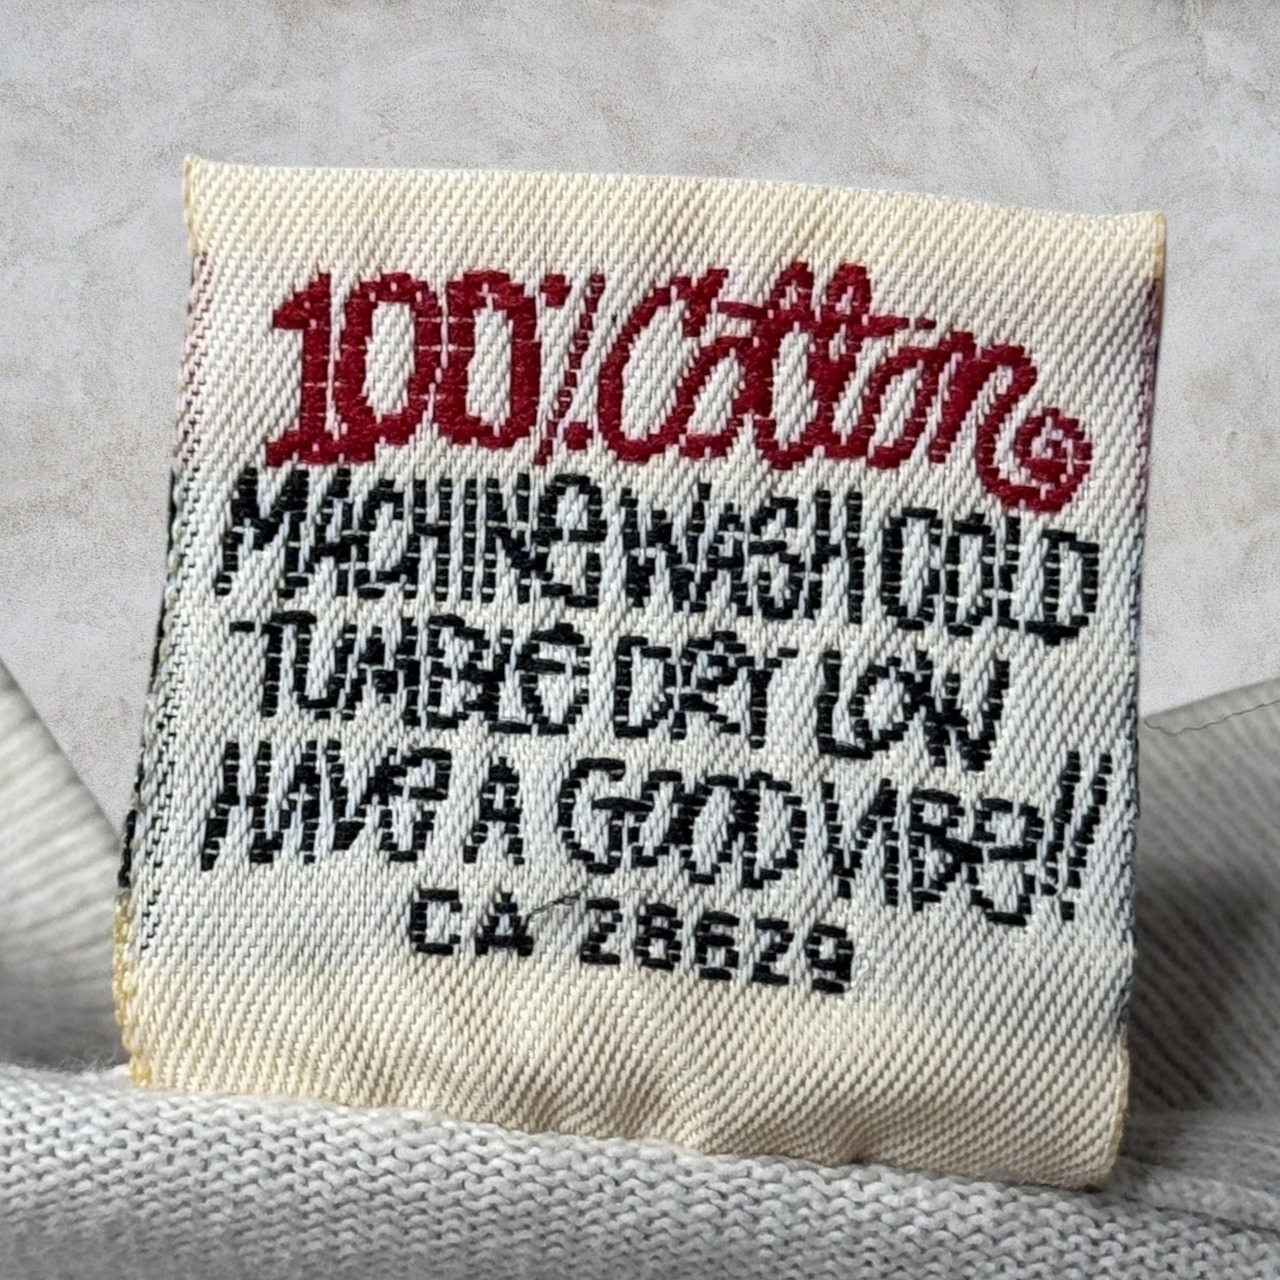 100% Cotton
MACHINE WASH COLD
TUMBLE DRY LOW
HAVE A GOOD VIBE!!
CA 28629